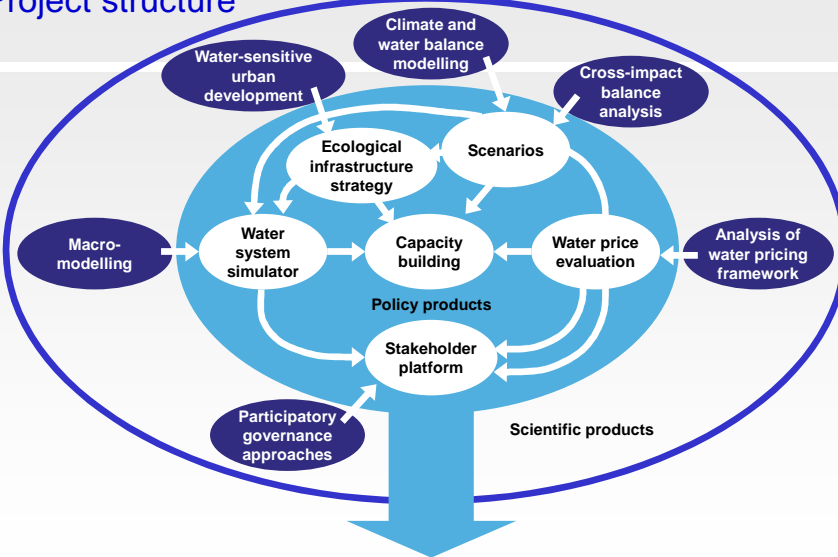 Project structure
Climate and
water balance
modelling
Water-sensitive
urban
development
Cross-impact
balance
analysis
Ecological
infrastructure
strategy
Scenarios
Macro-
modelling
Water
system
simulator
Capacity
building
Water price
evaluation
Analysis of
water pricing
framework
Policy products
Stakeholder
platform
Participatory
governance
approaches
Scientific products